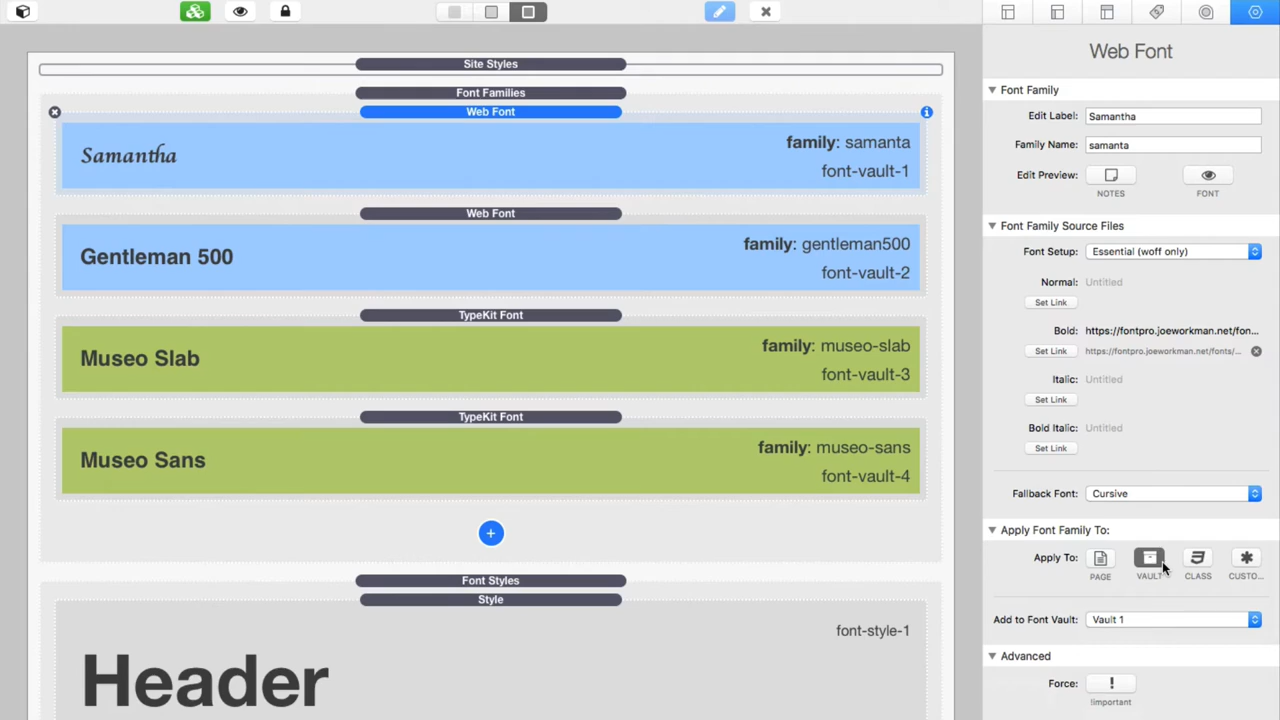 Site Styles
Font Families
Web Font
Samantha
family: samanta
font-vault-1
Web Font
Gentleman 500
family: gentleman500
font-vault-2
TypeKit Font
Museo Slab
family: museo-slab
font-vault-3
TypeKit Font
Museo Sans
family: museo-sans
font-vault-4
Font Styles
Style
font-style-1
Header
Web Font
Font Family
Edit Label: Samantha
Family Name: samanta
Edit Preview:
NOTES FONT
Font Family Source Files
Font Setup: Essential (woff only)
Normal: Untitled
Set Link
Bold: https://fontpro.joeworkman.net/fon...
Set Link https://fontpro.joeworkman.net/fonts/...
Italic: Untitled
Set Link
Bold Italic: Untitled
Set Link
Fallback Font: Cursive
Apply Font Family To:
Apply To:
PAGE VAULT CLASS CUSTO...
Add to Font Vault: Vault 1
Advanced
Force: !
!important